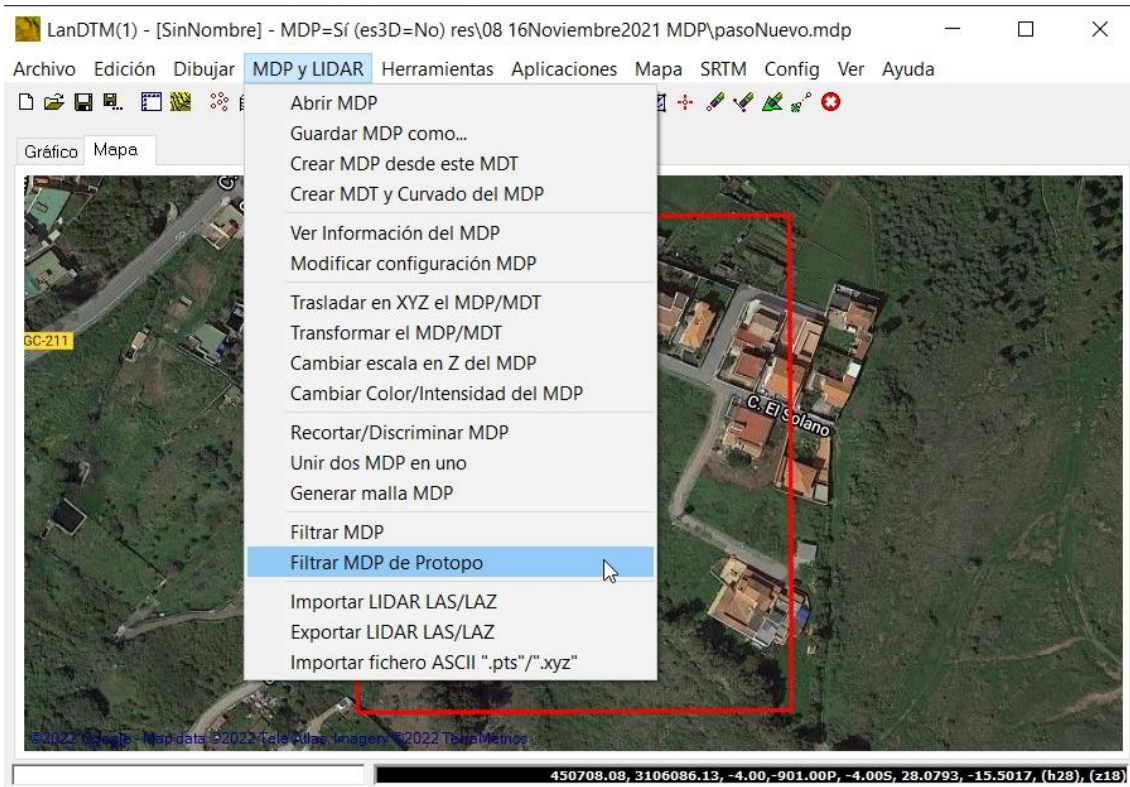 LanDTM(1) - [SinNombre] - MDP=Sí (es3D=No) res\08 16Noviembre2021 MDP\pasoNuevo.mdp
Archivo Edición Dibujar MDP y LIDAR Herramientas Aplicaciones Mapa SRTM Config Ver Ayuda
Gráfico Mapa
Abrir MDP
Guardar MDP como...
Crear MDP desde este MDT
Crear MDT y Curvado del MDP
Ver Información del MDP
Modificar configuración MDP
Trasladar en XYZ el MDP/MDT
Transformar el MDP/MDT
Cambiar escala en Z del MDP
Cambiar Color/Intensidad del MDP
Recortar/Discriminar MDP
Unir dos MDP en uno
Generar malla MDP
Filtrar MDP
Filtrar MDP de Protopo
Importar LIDAR LAS/LAZ
Exportar LIDAR LAS/LAZ
Importar fichero ASCII ".pts"/".xyz"
GC-211
C. El Solano
©2022 Google - Map data ©2022 Tele Atlas, Imagery ©2022 TerraMetrics
450708.08, 3106086.13, -4.00,-901.00P, -4.00S, 28.0793, -15.5017, (h28), (z18)